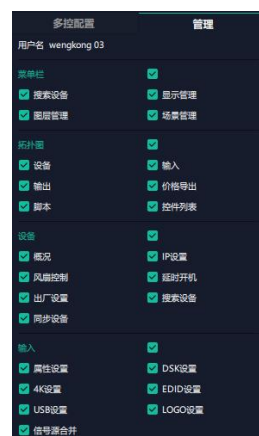 多控配置 管理
用户名 wengkong 03
菜单栏
搜索设备 显示管理
图层管理 场景管理
拓扑图
设备 输入
输出 价格导出
脚本 控件列表
设备
概况 IP设置
风扇控制 延时开机
出厂设置 搜索设备
同步设备
输入
属性设置 DSK设置
4K设置 EDID设置
USB设置 LOGO设置
信号源合并